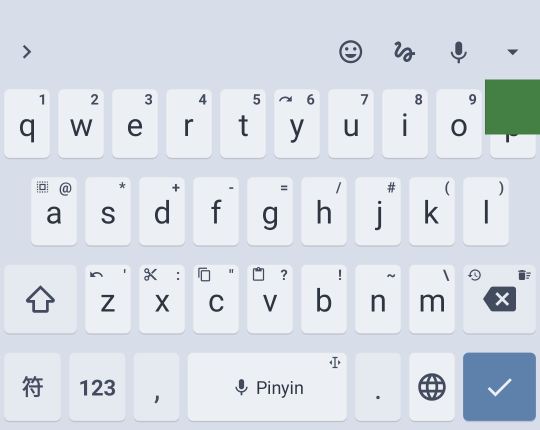 1 2 3 4 5 6 7 8 9
q w e r t y u i o
@ * + - = / # ( )
a s d f g h j k l
' : " ? ! ~ \
z x c v b n m
符 123 , Pinyin .